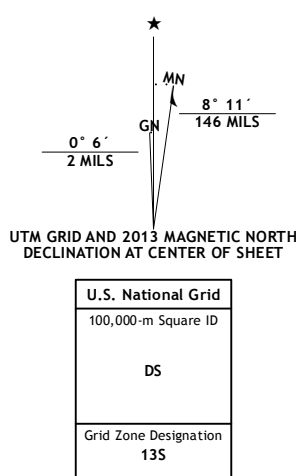 ★
MN
GN
8° 11´
146 MILS
0° 6´
2 MILS
UTM GRID AND 2013 MAGNETIC NORTH
DECLINATION AT CENTER OF SHEET
U.S. National Grid
100,000-m Square ID
DS
Grid Zone Designation
13S